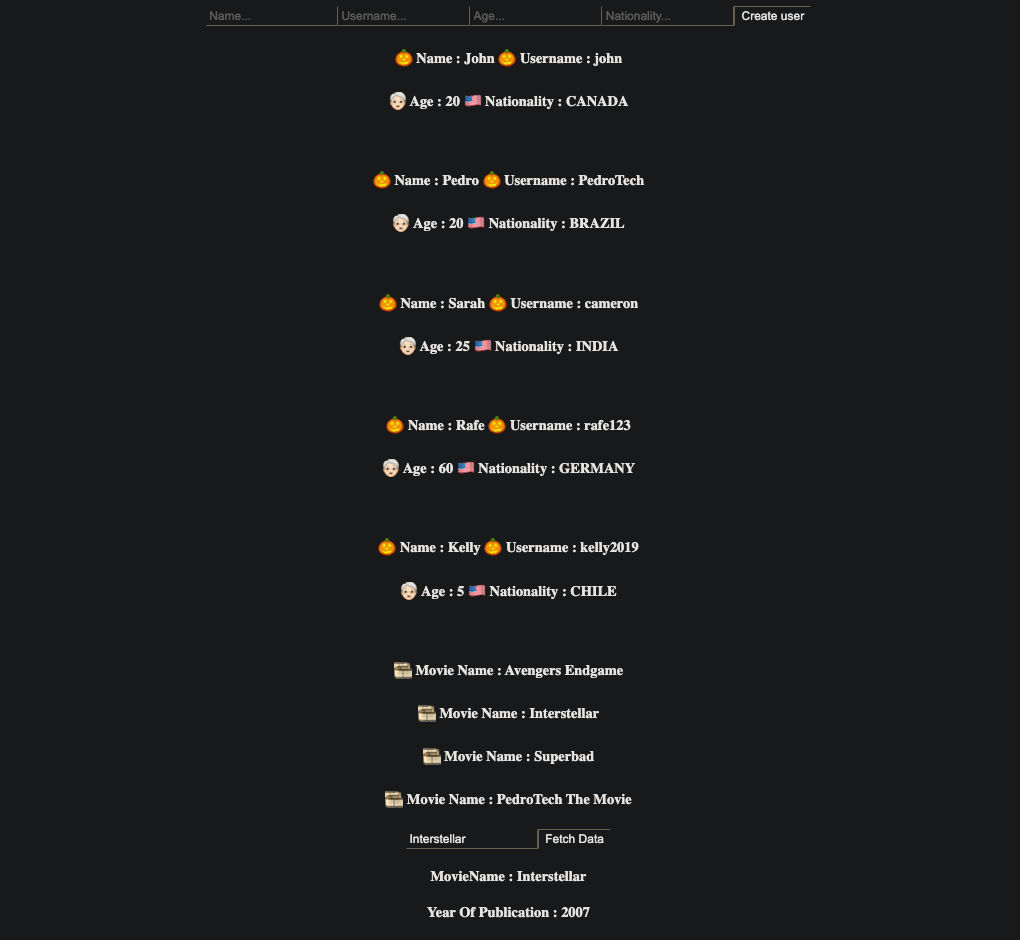 Name... Username... Age... Nationality... Create user
🎃 Name : John 🎃 Username : john
🧓🏻 Age : 20 🇺🇸 Nationality : CANADA
🎃 Name : Pedro 🎃 Username : PedroTech
🧓🏻 Age : 20 🇺🇸 Nationality : BRAZIL
🎃 Name : Sarah 🎃 Username : cameron
🧓🏻 Age : 25 🇺🇸 Nationality : INDIA
🎃 Name : Rafe 🎃 Username : rafe123
🧓🏻 Age : 60 🇺🇸 Nationality : GERMANY
🎃 Name : Kelly 🎃 Username : kelly2019
🧓🏻 Age : 5 🇺🇸 Nationality : CHILE
Movie Name : Avengers Endgame
Movie Name : Interstellar
Movie Name : Superbad
Movie Name : PedroTech The Movie
Interstellar Fetch Data
MovieName : Interstellar
Year Of Publication : 2007